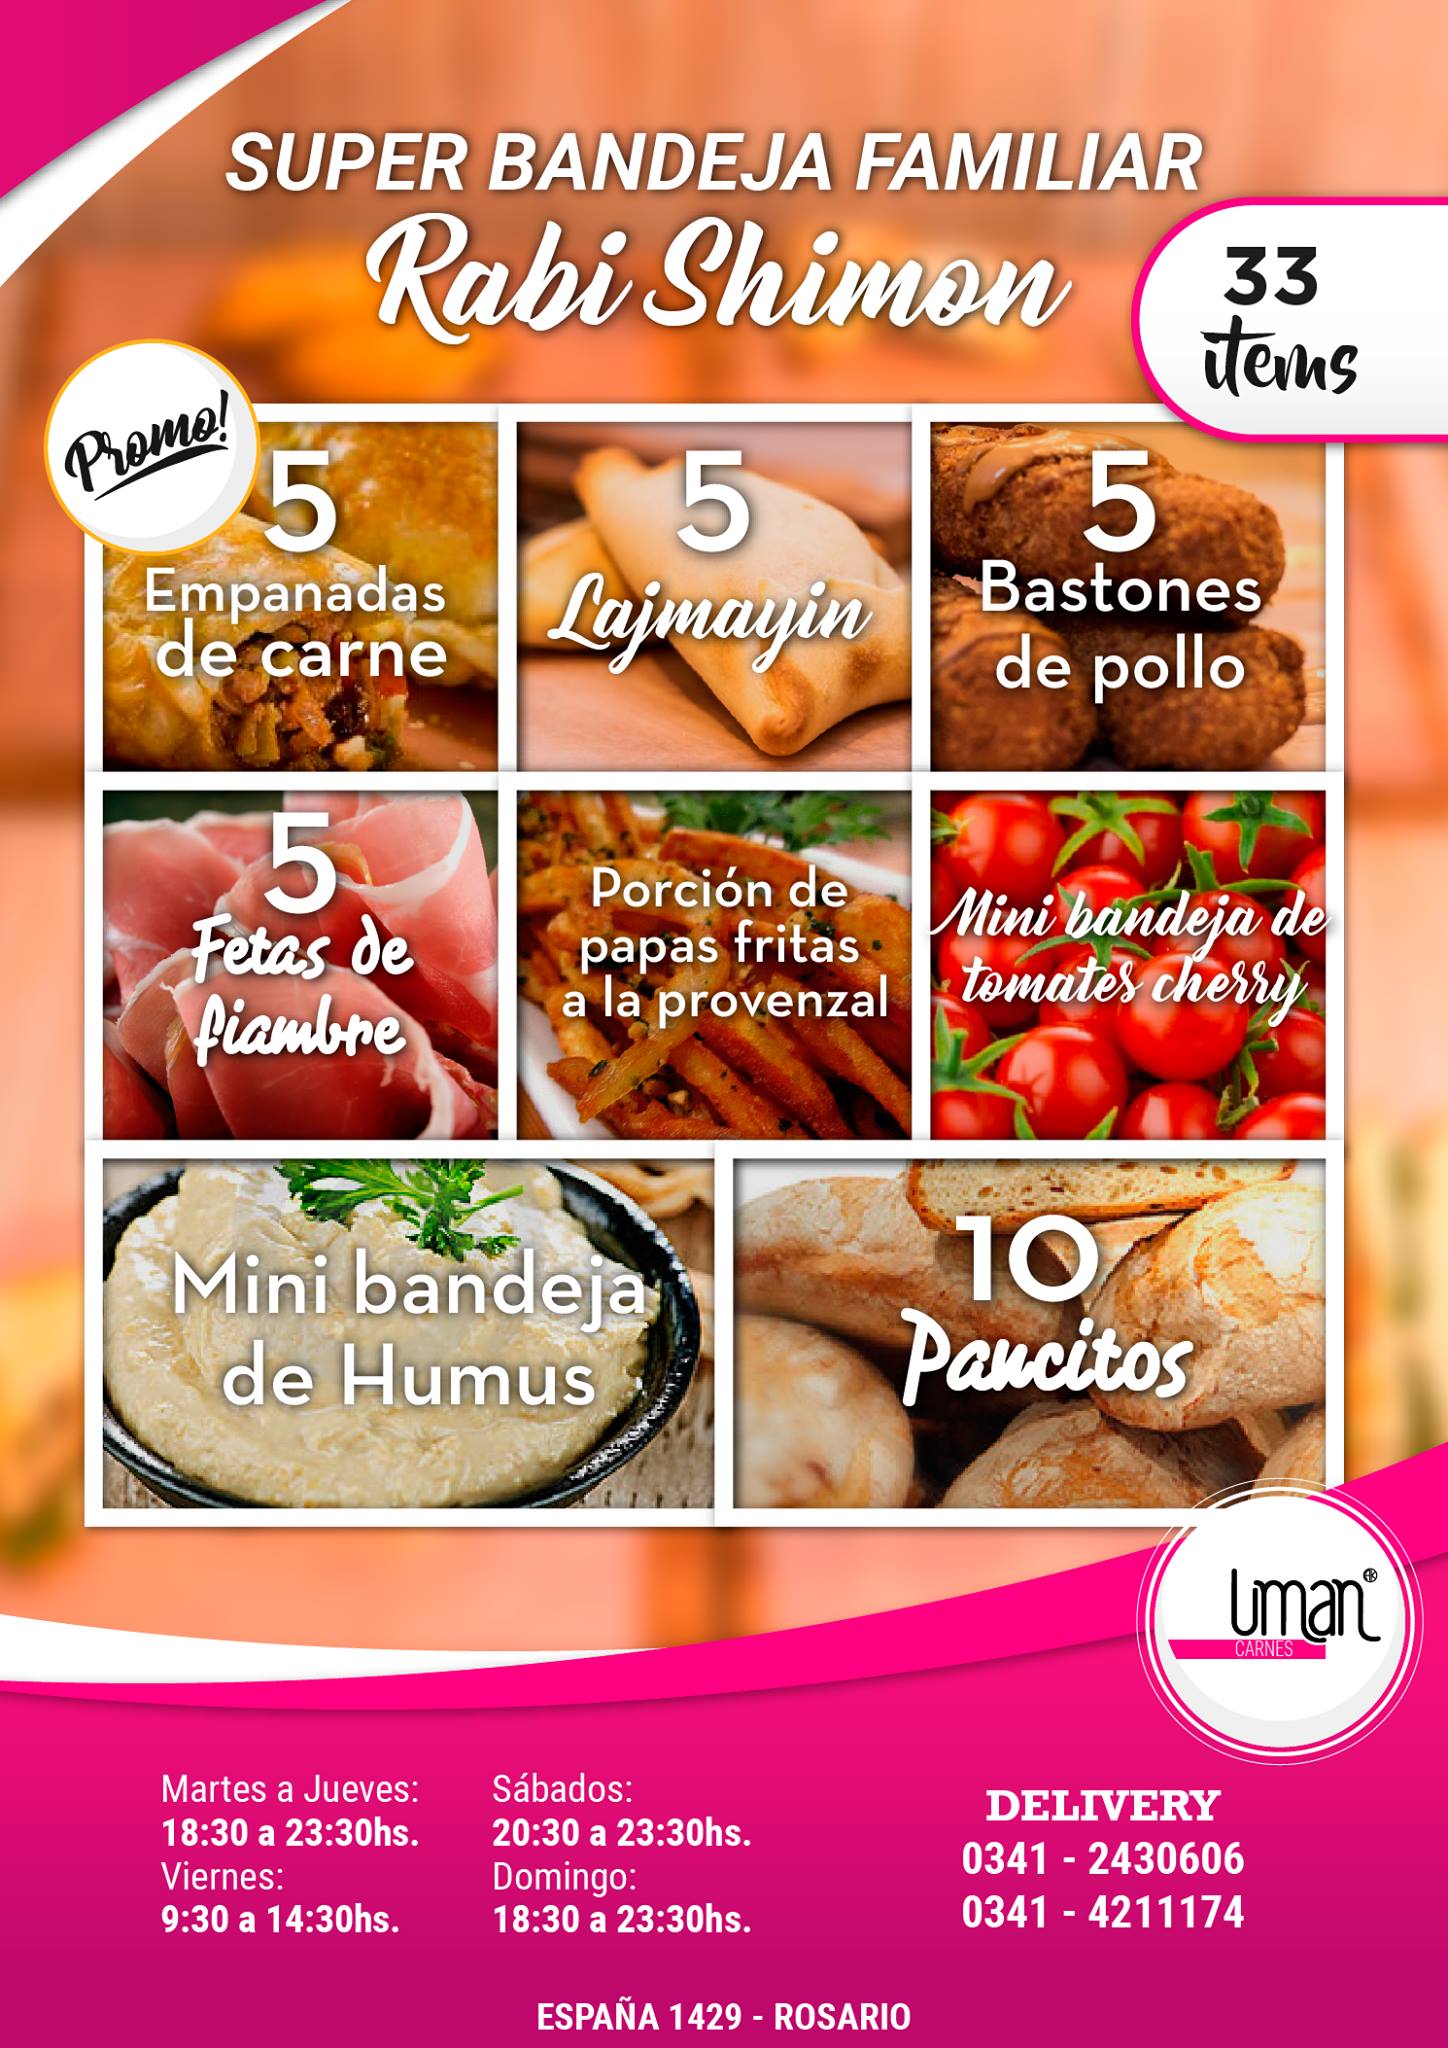 SUPER BANDEJA FAMILIAR
Rabi Shimon
33
items
Promo!
5
Empanadas
de carne
5
Lajmayin
5
Bastones
de pollo
5
Fetas de
fiambre
Porción de
papas fritas
a la provenzal
Mini bandeja de
tomates cherry
Mini bandeja
de Humus
10
Pancitos
Uman
CARNES
Martes a Jueves:
18:30 a 23:30hs.
Viernes:
9:30 a 14:30hs.
Sábados:
20:30 a 23:30hs.
Domingo:
18:30 a 23:30hs.
DELIVERY
0341 - 2430606
0341 - 4211174
ESPAÑA 1429 - ROSARIO